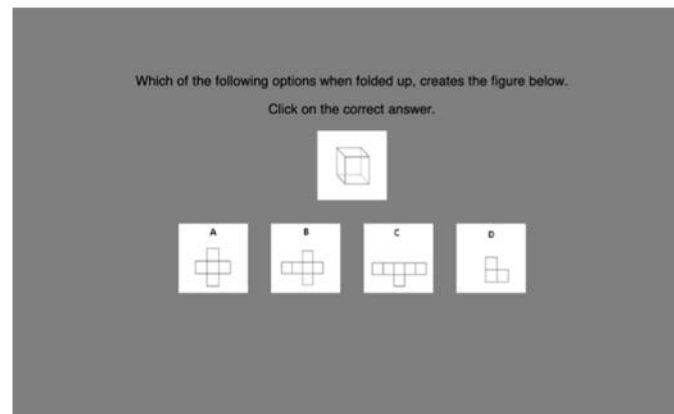 Which of the following options when folded up, creates the figure below.
Click on the correct answer.
A
B
C
D